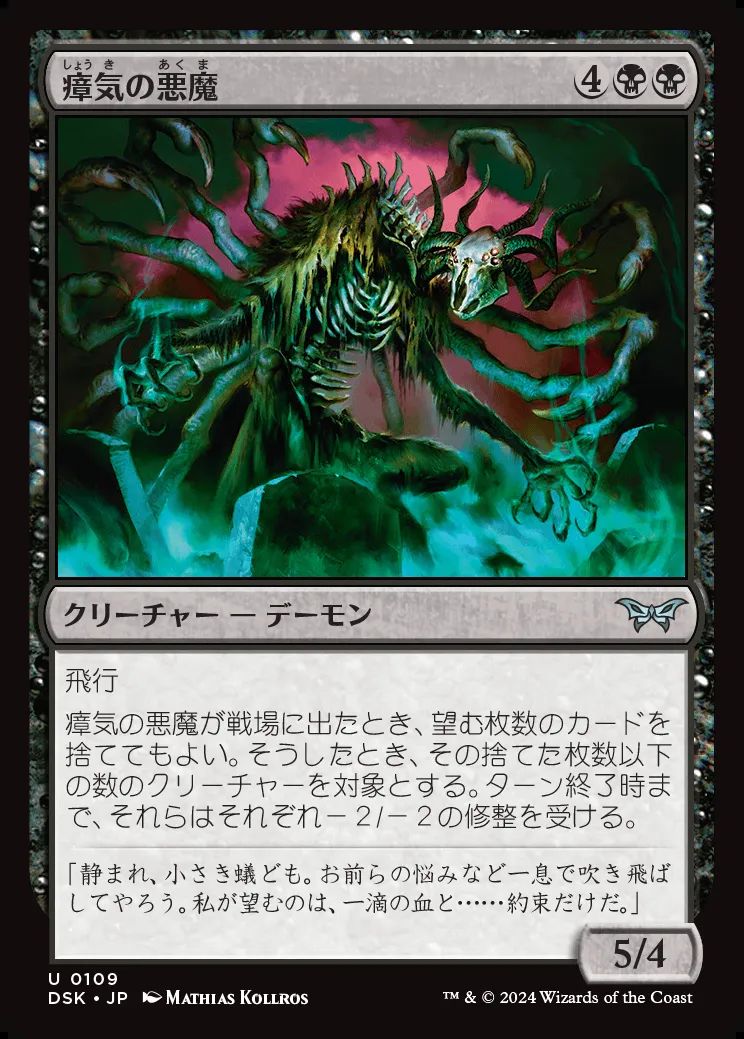 しょう き あく ま
瘴気の悪魔 4
クリーチャー — デーモン
飛行
瘴気の悪魔が戦場に出たとき、望む枚数のカードを
捨ててもよい。そうしたとき、その捨てた枚数以下
の数のクリーチャーを対象とする。ターン終了時ま
で、それらはそれぞれ-2/-2の修整を受ける。
「静まれ、小さき蟻ども。お前らの悩みなど一息で吹き飛ば
してやろう。私が望むのは、一滴の血と……約束だけだ。」
5/4
U 0109
DSK • JP Mathias Kollros ™ & © 2024 Wizards of the Coast